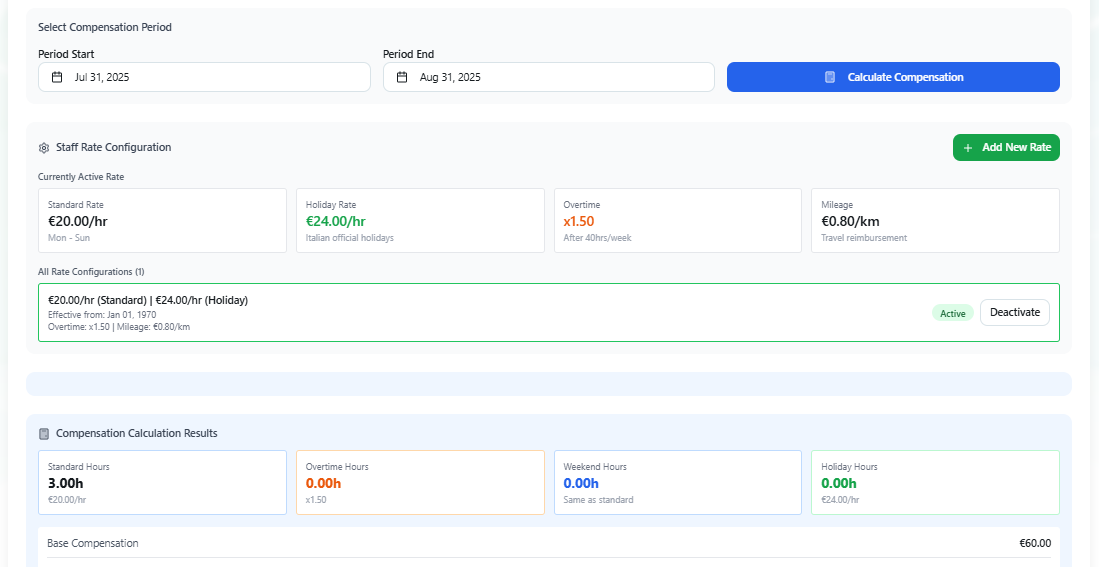 Select Compensation Period
Period Start
Period End
Jul 31, 2025
Aug 31, 2025
Calculate Compensation
Staff Rate Configuration
+ Add New Rate
Currently Active Rate
Standard Rate
€20.00/hr
Mon - Sun
Holiday Rate
€24.00/hr
Italian official holidays
Overtime
x1.50
After 40hrs/week
Mileage
€0.80/km
Travel reimbursement
All Rate Configurations (1)
€20.00/hr (Standard) | €24.00/hr (Holiday)
Effective from: Jan 01, 1970
Overtime: x1.50 | Mileage: €0.80/km
Active
Deactivate
Compensation Calculation Results
Standard Hours
3.00h
€20.00/hr
Overtime Hours
0.00h
x1.50
Weekend Hours
0.00h
Same as standard
Holiday Hours
0.00h
€24.00/hr
Base Compensation
€60.00